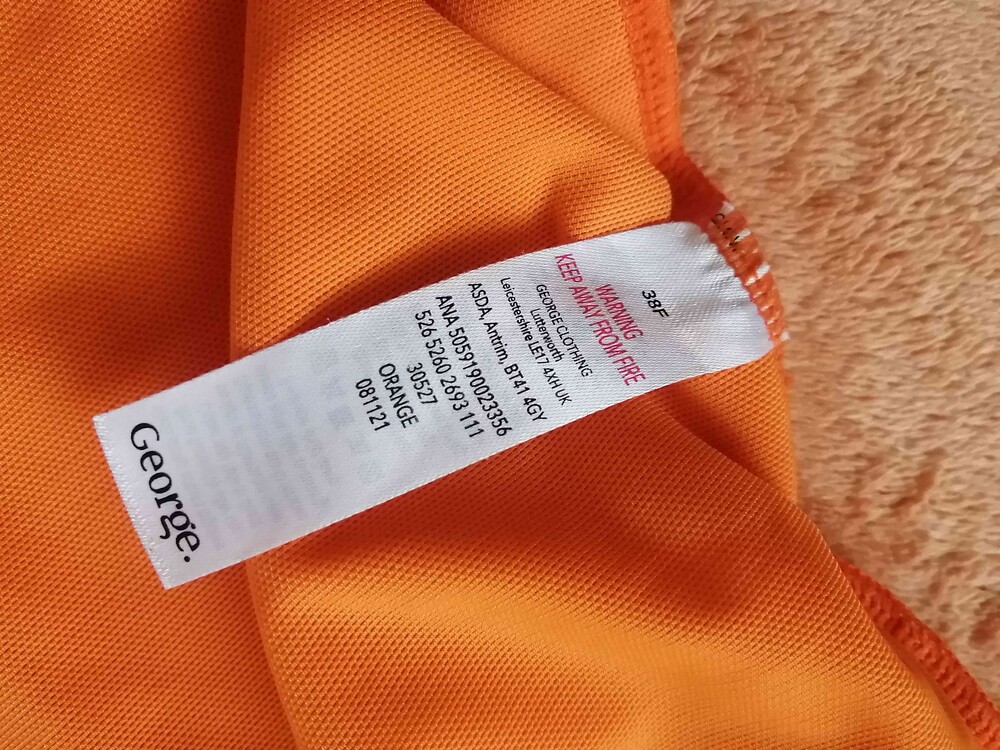 38F
WARNING
KEEP AWAY FROM FIRE
GEORGE CLOTHING
Lutterworth
Leicestershire LE17 4XH UK
ASDA, Antrim, BT41 4GY
ANA 5059190023356
526 5260 2693 111
30527
ORANGE
081121
George.